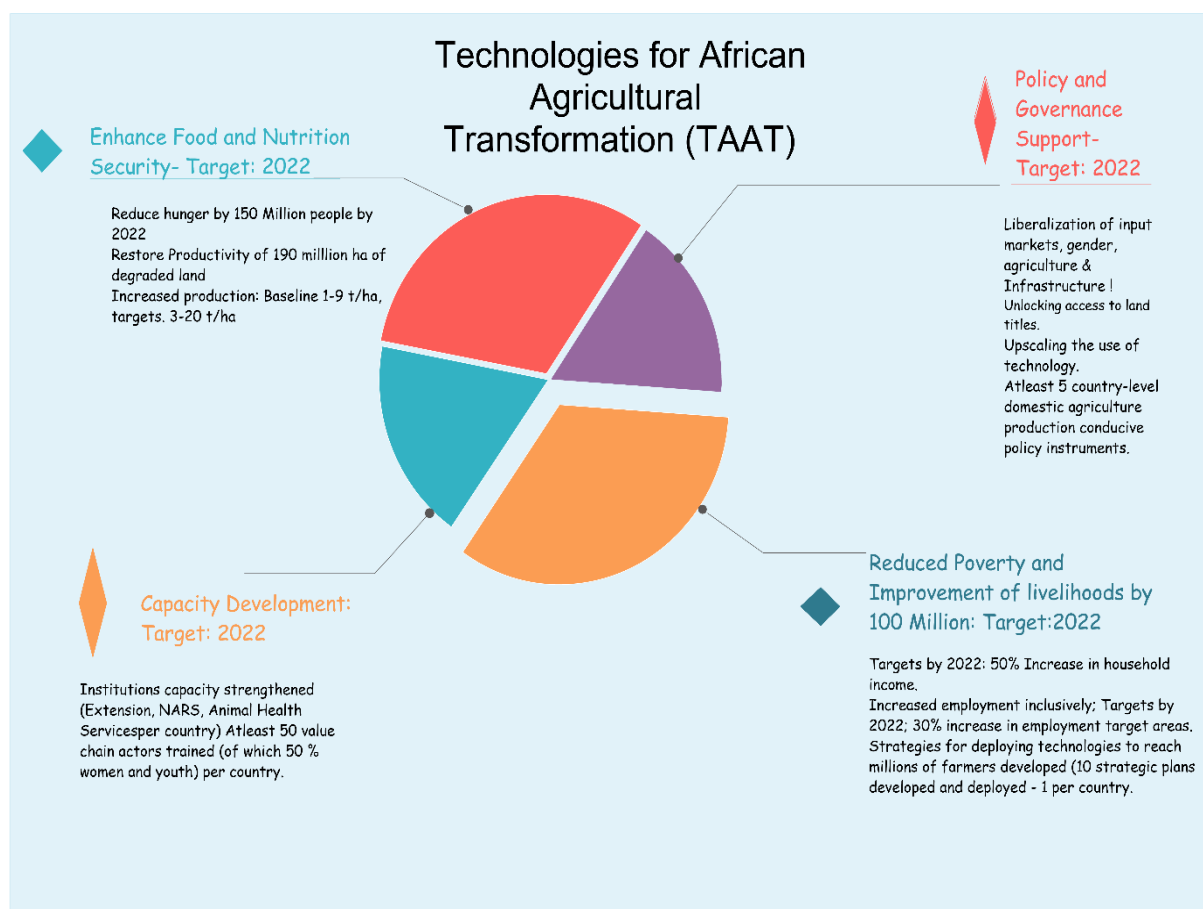 Technologies for African
Agricultural
Transformation (TAAT)
Enhance Food and Nutrition
Security- Target: 2022
Reduce hunger by 150 Million people by
2022
Restore Productivity of 190 milllion ha of
degraded land
Increased production: Baseline 1-9 t/ha,
targets. 3-20 t/ha
Policy and
Governance
Support-
Target: 2022
Liberalization of input
markets, gender,
agriculture &
Infrastructure !
Unlocking access to land
titles.
Upscaling the use of
technology.
Atleast 5 country-level
domestic agriculture
production conducive
policy instruments.
Capacity Development:
Target: 2022
Institutions capacity strengthened
(Extension, NARS, Animal Health
Servicesper country) Atleast 50 value
chain actors trained (of which 50 %
women and youth) per country.
Reduced Poverty and
Improvement of livelihoods by
100 Million: Target:2022
Targets by 2022: 50% Increase in household
income.
Increased employment inclusively; Targets by
2022; 30% increase in employment target areas.
Strategies for deploying technologies to reach
millions of farmers developed (10 strategic plans
developed and deployed - 1 per country.